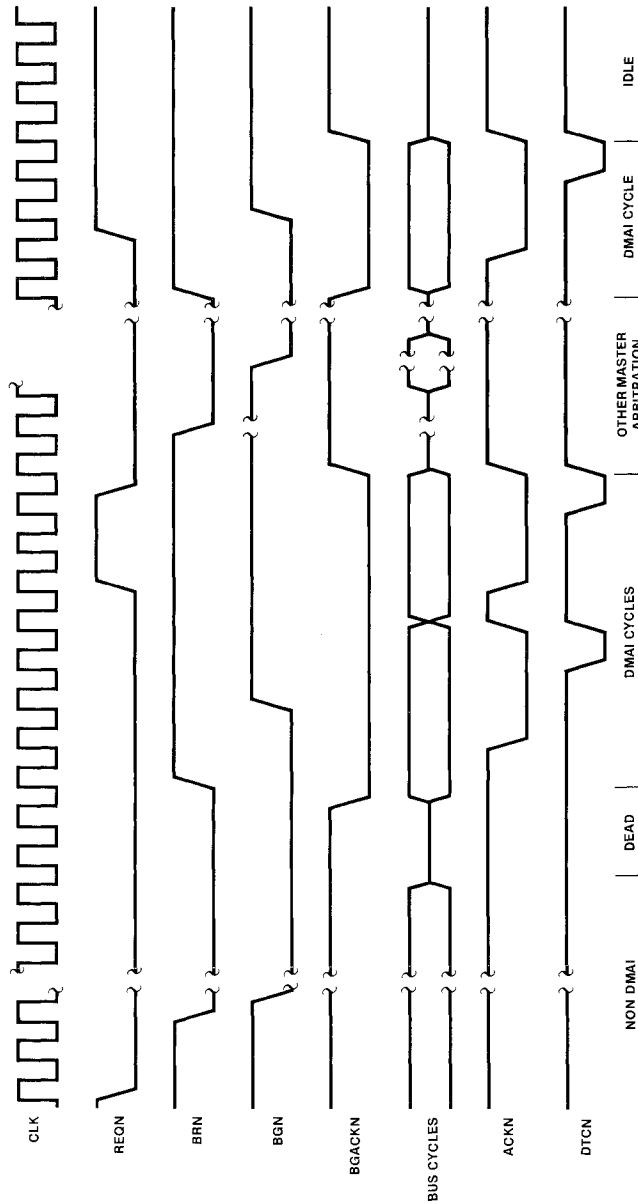 CLK
REQN
BRN
BGN
BGACKN
BUS CYCLES
ACKN
DTCN
NON DMAI
DEAD
DMAI CYCLES
OTHER MASTER
ARBITRATION
DMAI CYCLE
IDLE